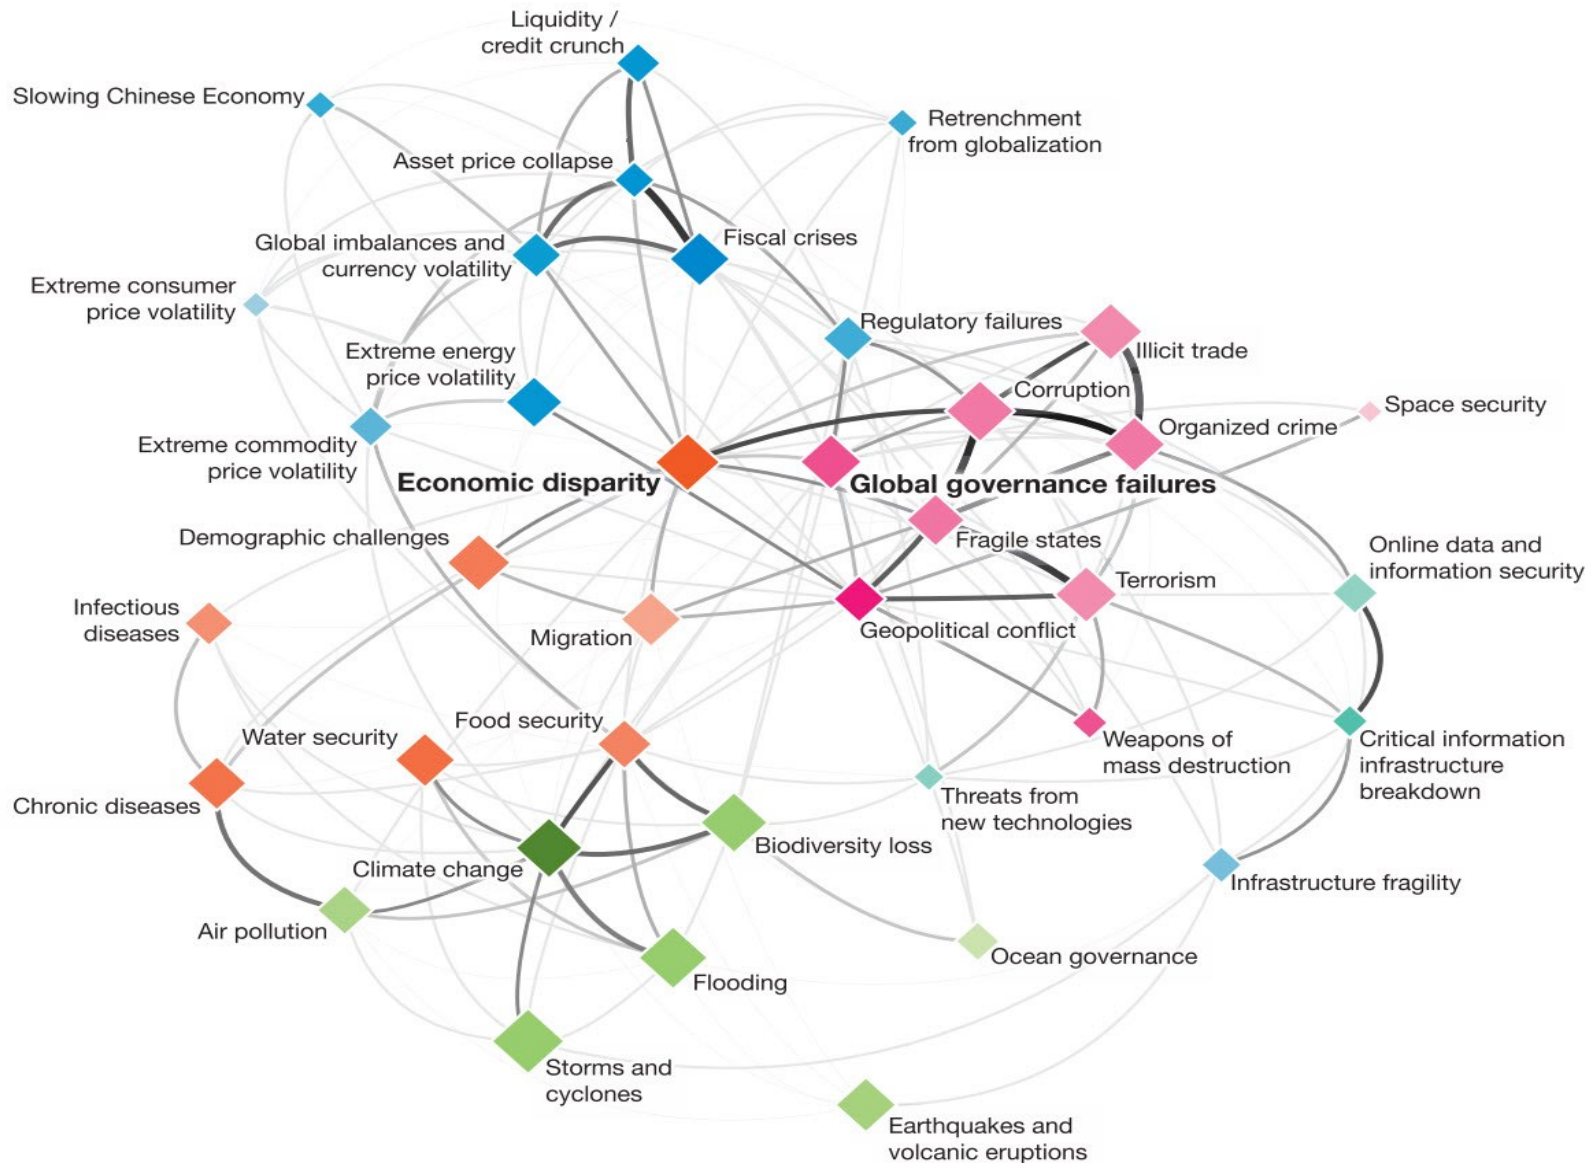 Liquidity /
credit crunch
Slowing Chinese Economy
Retrenchment
from globalization
Asset price collapse
Fiscal crises
Global imbalances and
currency volatility
Extreme consumer
price volatility
Regulatory failures
Illicit trade
Extreme energy
price volatility
Corruption
Space security
Organized crime
Extreme commodity
price volatility
Economic disparity
Global governance failures
Demographic challenges
Fragile states
Online data and
information security
Terrorism
Infectious
diseases
Migration
Geopolitical conflict
Food security
Water security
Weapons of
mass destruction
Critical information
infrastructure
breakdown
Chronic diseases
Threats from
new technologies
Biodiversity loss
Climate change
Infrastructure fragility
Air pollution
Ocean governance
Flooding
Storms and
cyclones
Earthquakes and
volcanic eruptions